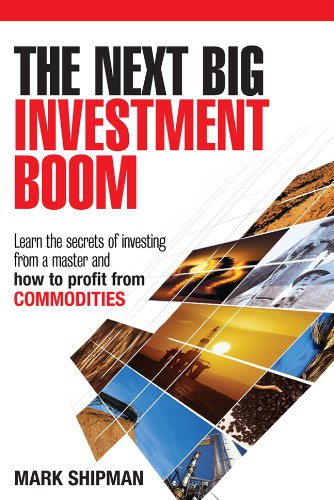 THE NEXT BIG
INVESTMENT
BOOM
Learn the secrets of investing
from a master and
how to profit from
COMMODITIES
MARK SHIPMAN